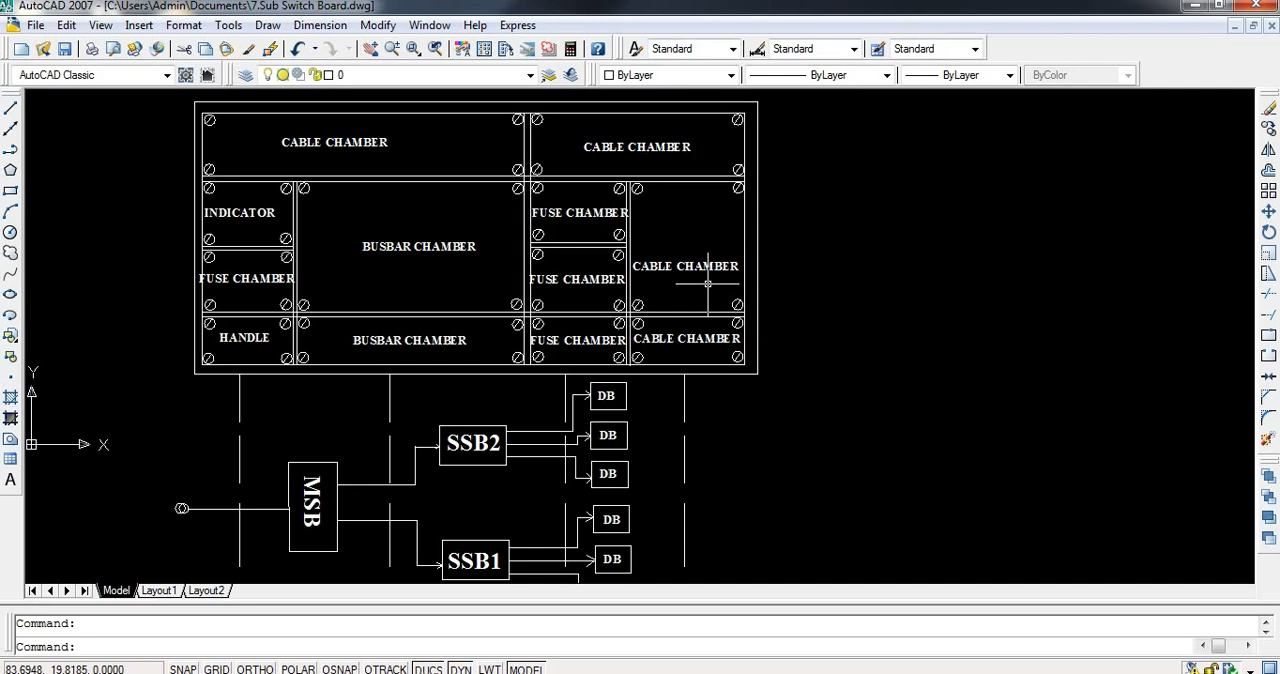 AutoCAD 2007 - [C:\Users\Admin\Documents\7.Sub Switch Board.dwg]
File Edit View Insert Format Tools Draw Dimension Modify Window Help Express
Standard Standard Standard
AutoCAD Classic 0 ByLayer ByLayer ByLayer ByColor
CABLE CHAMBER CABLE CHAMBER
INDICATOR BUSBAR CHAMBER FUSE CHAMBER CABLE CHAMBER
FUSE CHAMBER FUSE CHAMBER
HANDLE BUSBAR CHAMBER FUSE CHAMBER CABLE CHAMBER
Y
X
DB
SSB2 DB
DB
MSB
DB
SSB1 DB
A
Model Layout1 Layout2
Command:
Command:
83.6948, 19.8185, 0.0000 SNAP GRID ORTHO POLAR OSNAP OTRACK DUCS DYN LWT MODEL